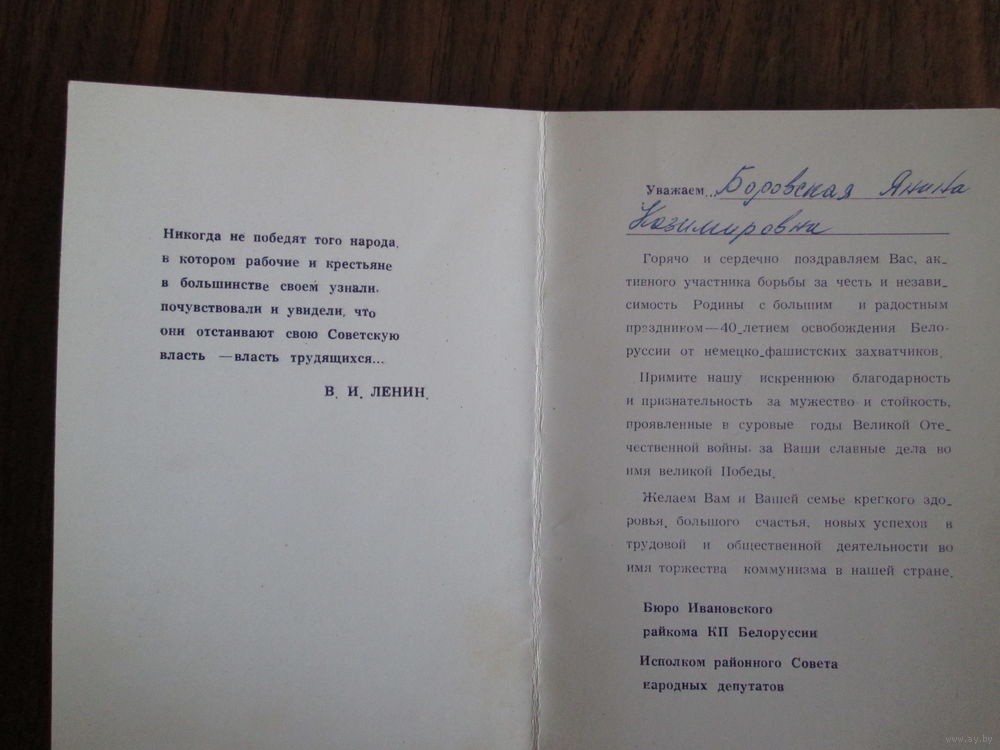 Никогда не победят того народа,
в котором рабочие и крестьяне
в большинстве своем узнали,
почувствовали и увидели, что
они отстаивают свою Советскую
власть —власть трудящихся...
В. И. ЛЕНИН.
Уважаем... Боровская Янина
Козимировна
Горячо и сердечно поздравляем Вас, ак-
тивного участника борьбы за честь и незави-
симость Родины с большим и радостным
праздником—40-летием освобождения Бело-
руссии от немецко-фашистских захватчиков.
Примите нашу искреннюю благодарность
и признательность за мужество и стойкость,
проявленные в суровые годы Великой Оте-
чественной войны, за Ваши славные дела во
имя великой Победы.
Желаем Вам и Вашей семье крепкого здо-
ровья, большого счастья, новых успехов в
трудовой и общественной деятельности во
имя торжества коммунизма в нашей стране.
Бюро Ивановского
райкома КП Белоруссии
Исполком районного Совета
народных депутатов
www.ay.by